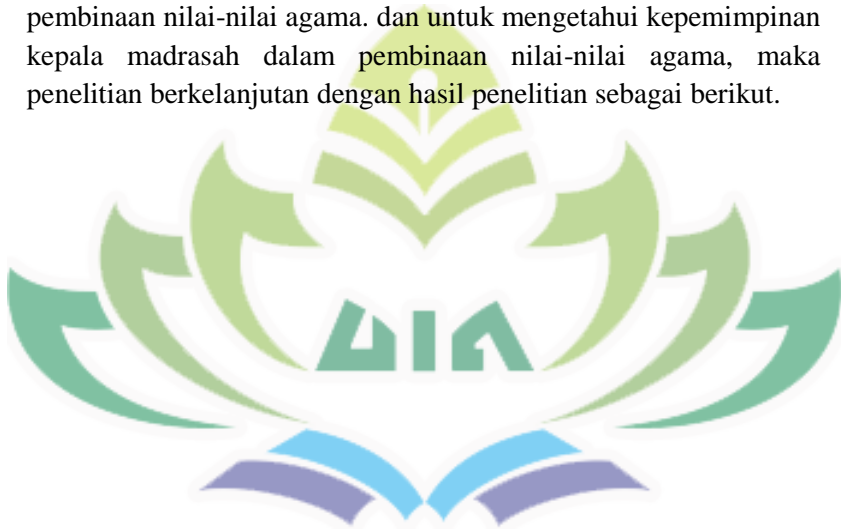 pembinaan nilai-nilai agama. dan untuk mengetahui kepemimpinan
kepala madrasah dalam pembinaan nilai-nilai agama, maka
penelitian berkelanjutan dengan hasil penelitian sebagai berikut.
UIN